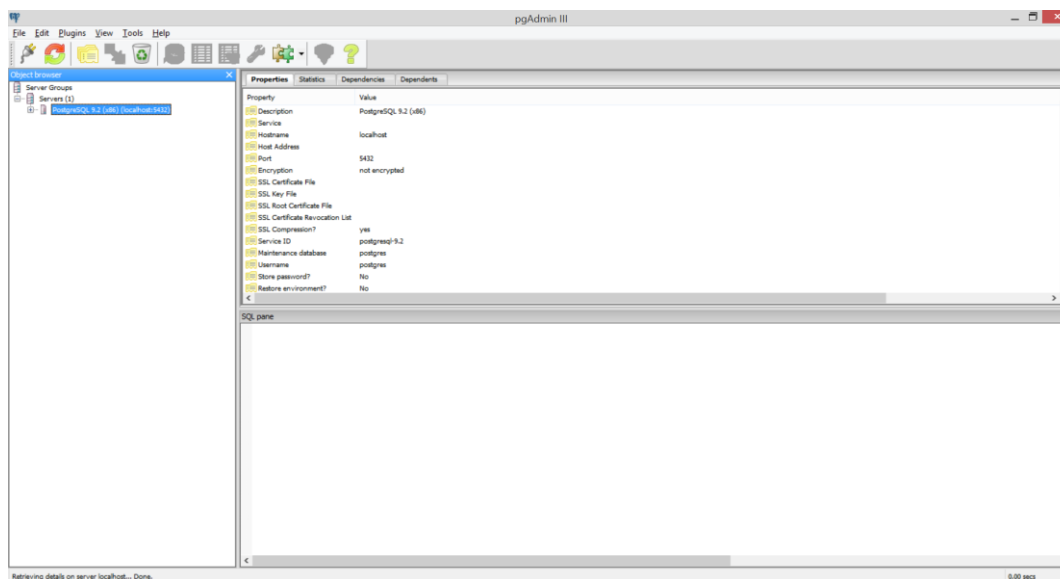 pgAdmin III
File Edit Plugins View Tools Help
Object browser
Server Groups
Servers (1)
PostgreSQL 9.2 (x86) (localhost:5432)
Properties Statistics Dependencies Dependents
Property Value
Description PostgreSQL 9.2 (x86)
Service
Hostname localhost
Host Address
Port 5432
Encryption not encrypted
SSL Certificate File
SSL Key File
SSL Root Certificate File
SSL Certificate Revocation List
SSL Compression? yes
Service ID postgresql-9.2
Maintenance database postgres
Username postgres
Store password? No
Restore environment? No
SQL pane
Retrieving details on server localhost... Done.
0.00 secs